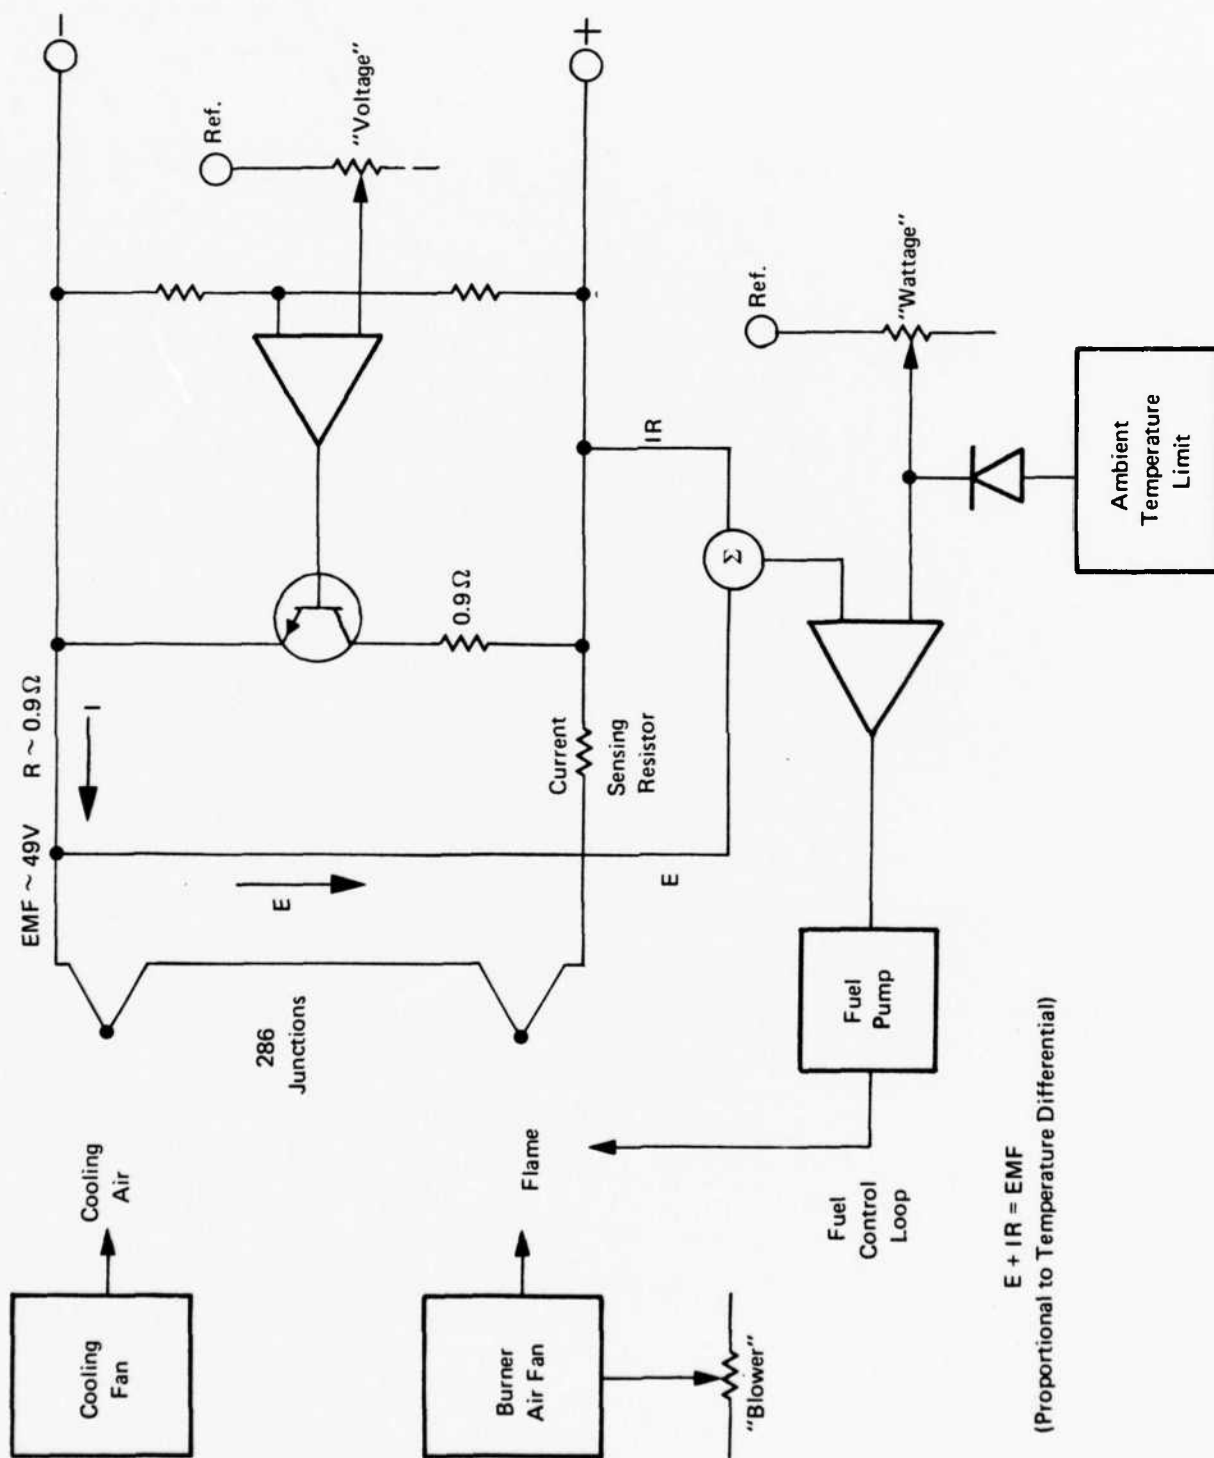 EMF ~ 49V   R ~ 0.9Ω
−
I
Cooling
Fan
Cooling
Air
Ref.
286
Junctions
E
"Voltage"
0.9Ω
Burner
Air Fan
Flame
Current
Sensing
Resistor
+
E
IR
"Blower"
Σ
Ref.
Fuel
Control
Loop
Fuel
Pump
"Wattage"
E + IR = EMF
(Proportional to Temperature Differential)
Ambient
Temperature
Limit